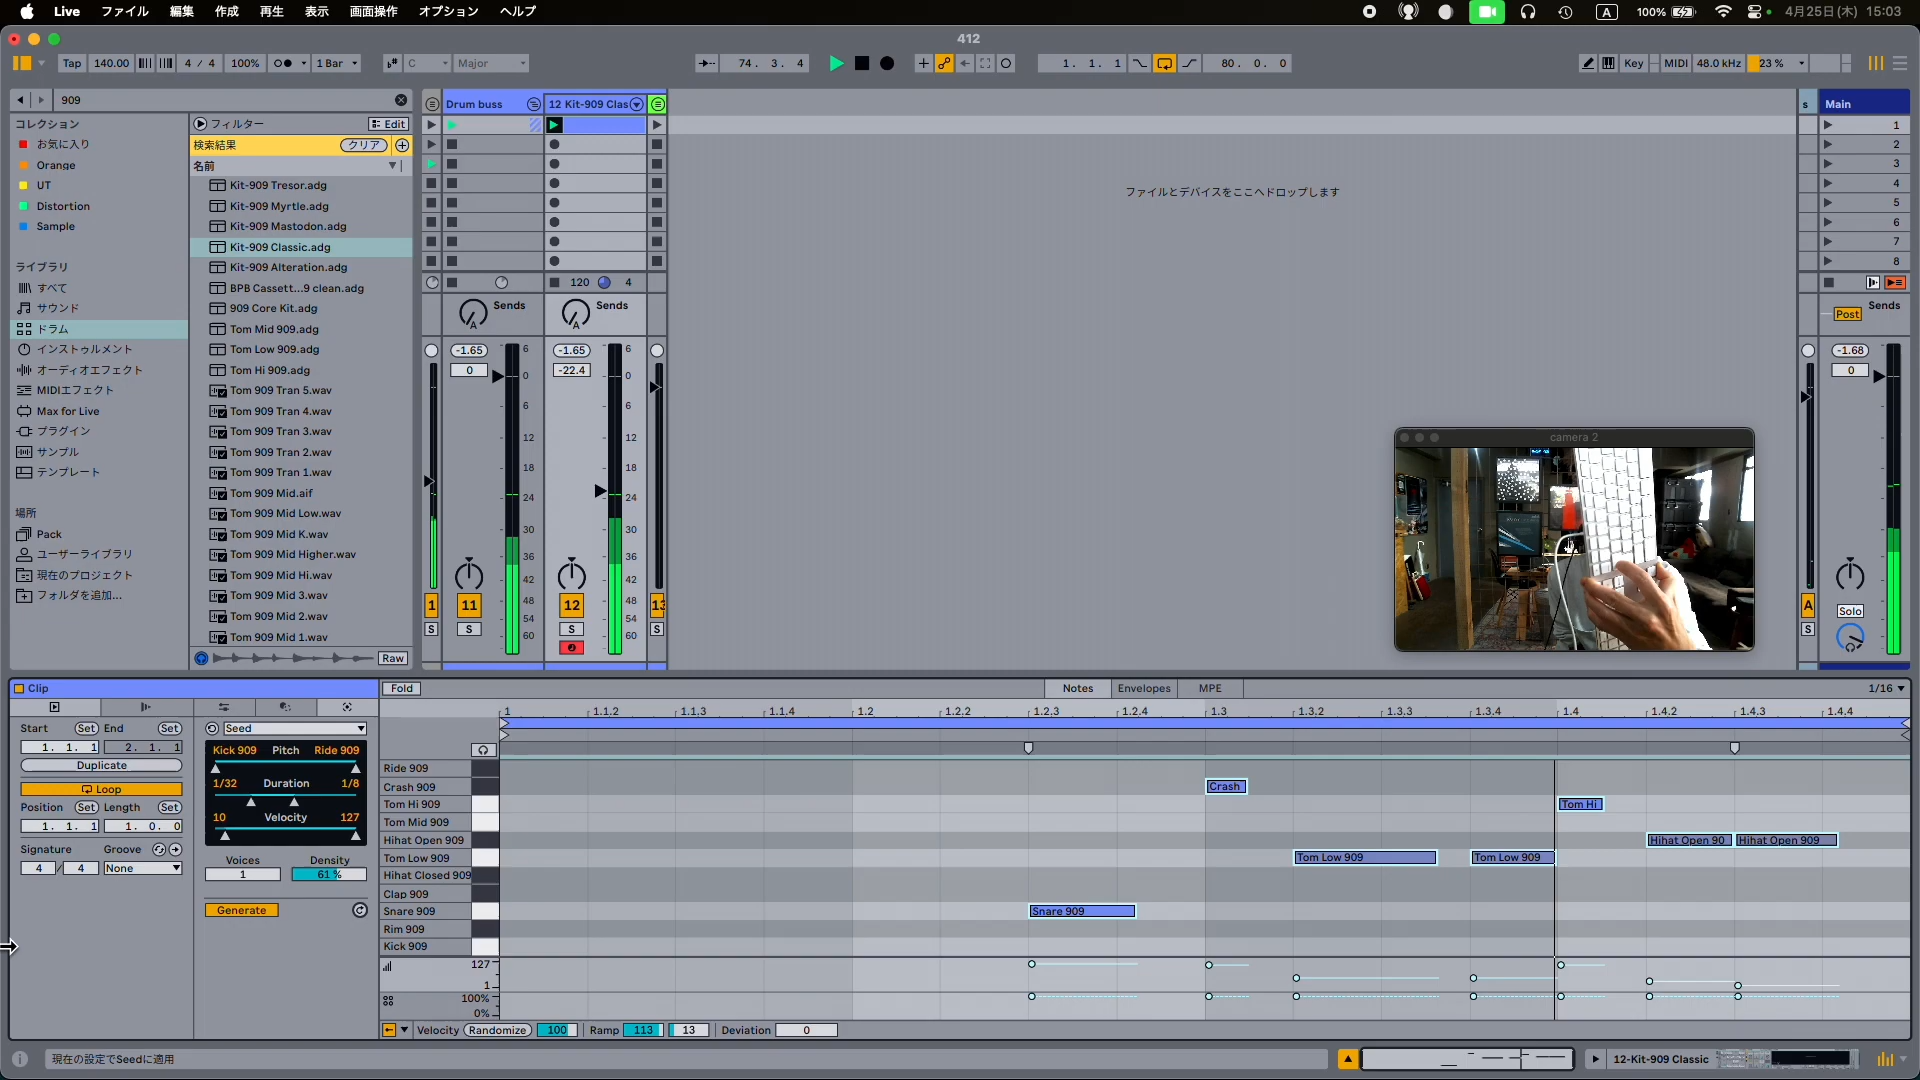 Live ファイル 編集 作成 再生 表示 画面操作 オプション ヘルプ A 100% 4月25日(木) 15:03
412
Tap 140.00 4 / 4 100% 1 Bar C Major 74. 3. 4 1. 1. 1 80. 0. 0 Key MIDI 48.0 kHz 23 %
909
Drum buss 12 Kit-909 Clas s Main
コレクション フィルター Edit
お気に入り 検索結果 クリア
Orange 名前
UT Kit-909 Tresor.adg
Distortion Kit-909 Myrtle.adg
Sample Kit-909 Mastodon.adg
Kit-909 Classic.adg
ライブラリ Kit-909 Alteration.adg
すべて BPB Cassett...9 clean.adg
サウンド 909 Core Kit.adg
ドラム Tom Mid 909.adg
インストゥルメント Tom Low 909.adg
オーディオエフェクト Tom Hi 909.adg
MIDIエフェクト Tom 909 Tran 5.wav
Max for Live Tom 909 Tran 4.wav
プラグイン Tom 909 Tran 3.wav
サンプル Tom 909 Tran 2.wav
テンプレート Tom 909 Tran 1.wav
Tom 909 Mid.aif
場所 Tom 909 Mid Low.wav
Pack Tom 909 Mid K.wav
ユーザーライブラリ Tom 909 Mid Higher.wav
現在のプロジェクト Tom 909 Mid Hi.wav
フォルダを追加... Tom 909 Mid 3.wav
Tom 909 Mid 2.wav
Tom 909 Mid 1.wav
Raw
ファイルとデバイスをここへドロップします
1
2
3
4
5
6
7
8
120 4
Sends Sends Sends
A A Post
-1.65 6 -1.65 6 -1.68
0 0 -22.4 0 0
6 6
12 12
18 18
24 24
30 30
36 36
42 42
48 48
54 54
60 60
1 11 12 13 A Solo
S S S S S
camera 2
Clip Fold Notes Envelopes MPE 1/16
1 1.1.2 1.1.3 1.1.4 1.2 1.2.2 1.2.3 1.2.4 1.3 1.3.2 1.3.3 1.3.4 1.4 1.4.2 1.4.3 1.4.4
Start Set End Set Seed
1. 1. 1 2. 1. 1 Kick 909 Pitch Ride 909
Duplicate
Loop 1/32 Duration 1/8
Position Set Length Set
1. 1. 1 1. 0. 0 10 Velocity 127
Signature Groove
4 / 4 None
Voices Density
1 61 %
Generate
Ride 909
Crash 909 Crash
Tom Hi 909 Tom Hi
Tom Mid 909
Hihat Open 909 Hihat Open 90 Hihat Open 909
Tom Low 909 Tom Low 909 Tom Low 909
Hihat Closed 909
Clap 909
Snare 909 Snare 909
Rim 909
Kick 909
127
1
100%
0%
Velocity Randomize 100 Ramp 113 13 Deviation 0
現在の設定でSeedに適用 12-Kit-909 Classic